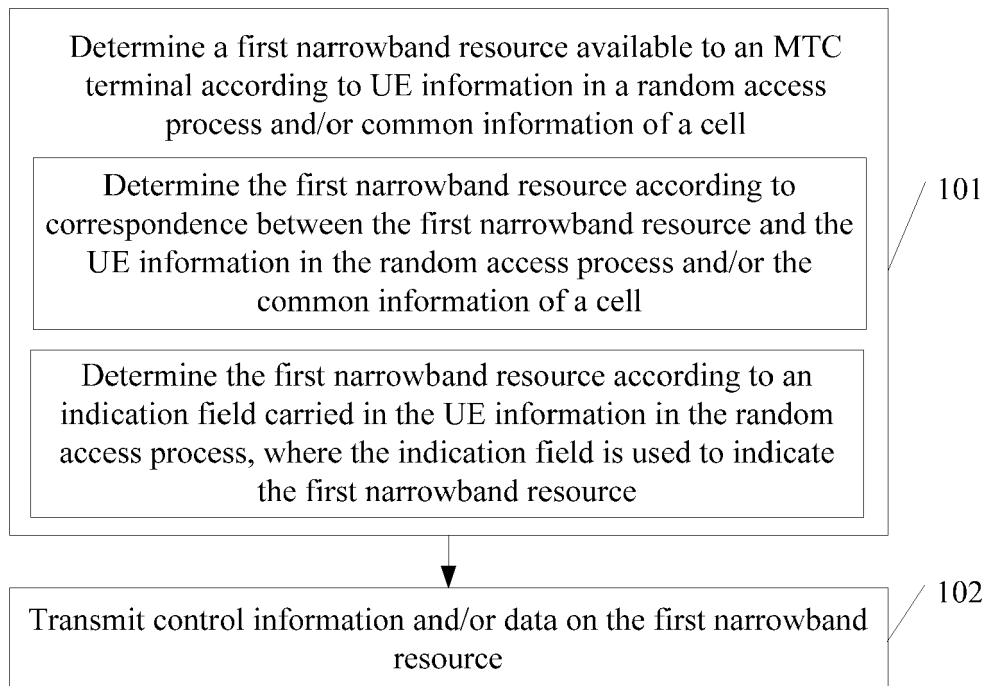 Determine a first narrowband resource available to an MTC
terminal according to UE information in a random access
process and/or common information of a cell
Determine the first narrowband resource according to
correspondence between the first narrowband resource and the
UE information in the random access process and/or the
common information of a cell
101
Determine the first narrowband resource according to an
indication field carried in the UE information in the random
access process, where the indication field is used to indicate
the first narrowband resource
102
Transmit control information and/or data on the first narrowband
resource